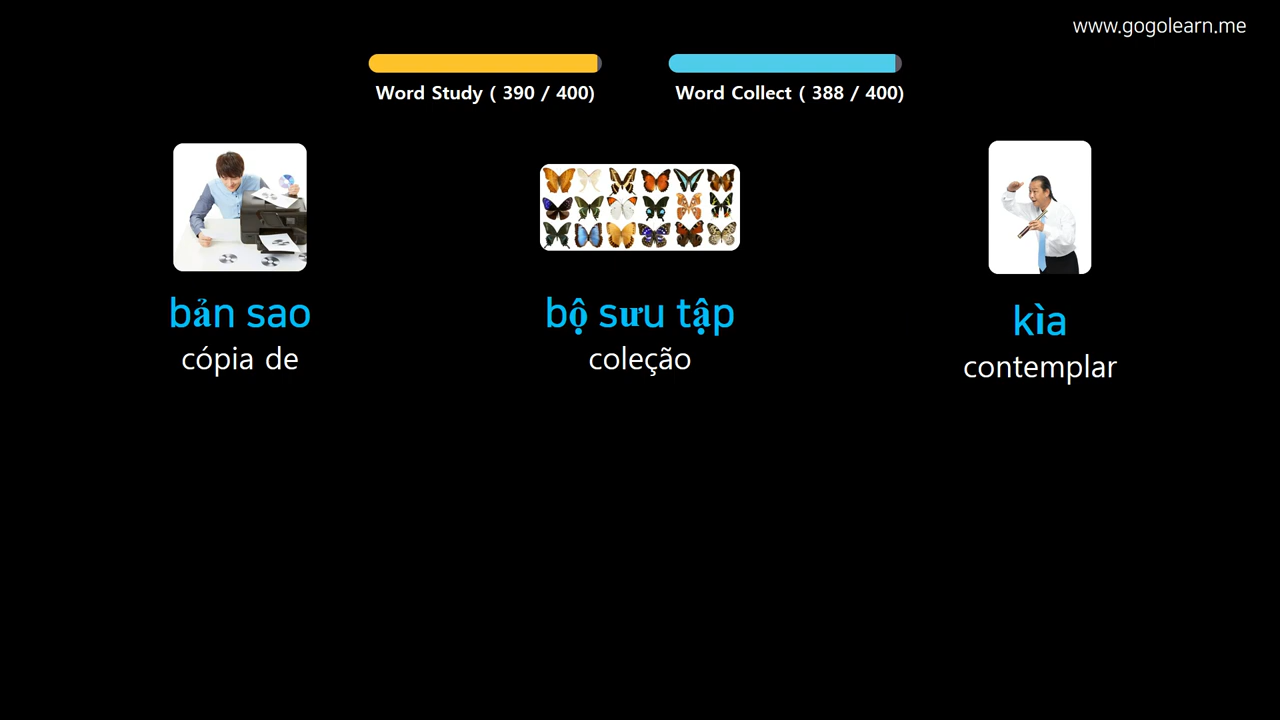 www.gogolearn.me
Word Study ( 390 / 400)
Word Collect ( 388 / 400)
bản sao
cópia de
bộ sưu tập
coleção
kìa
contemplar